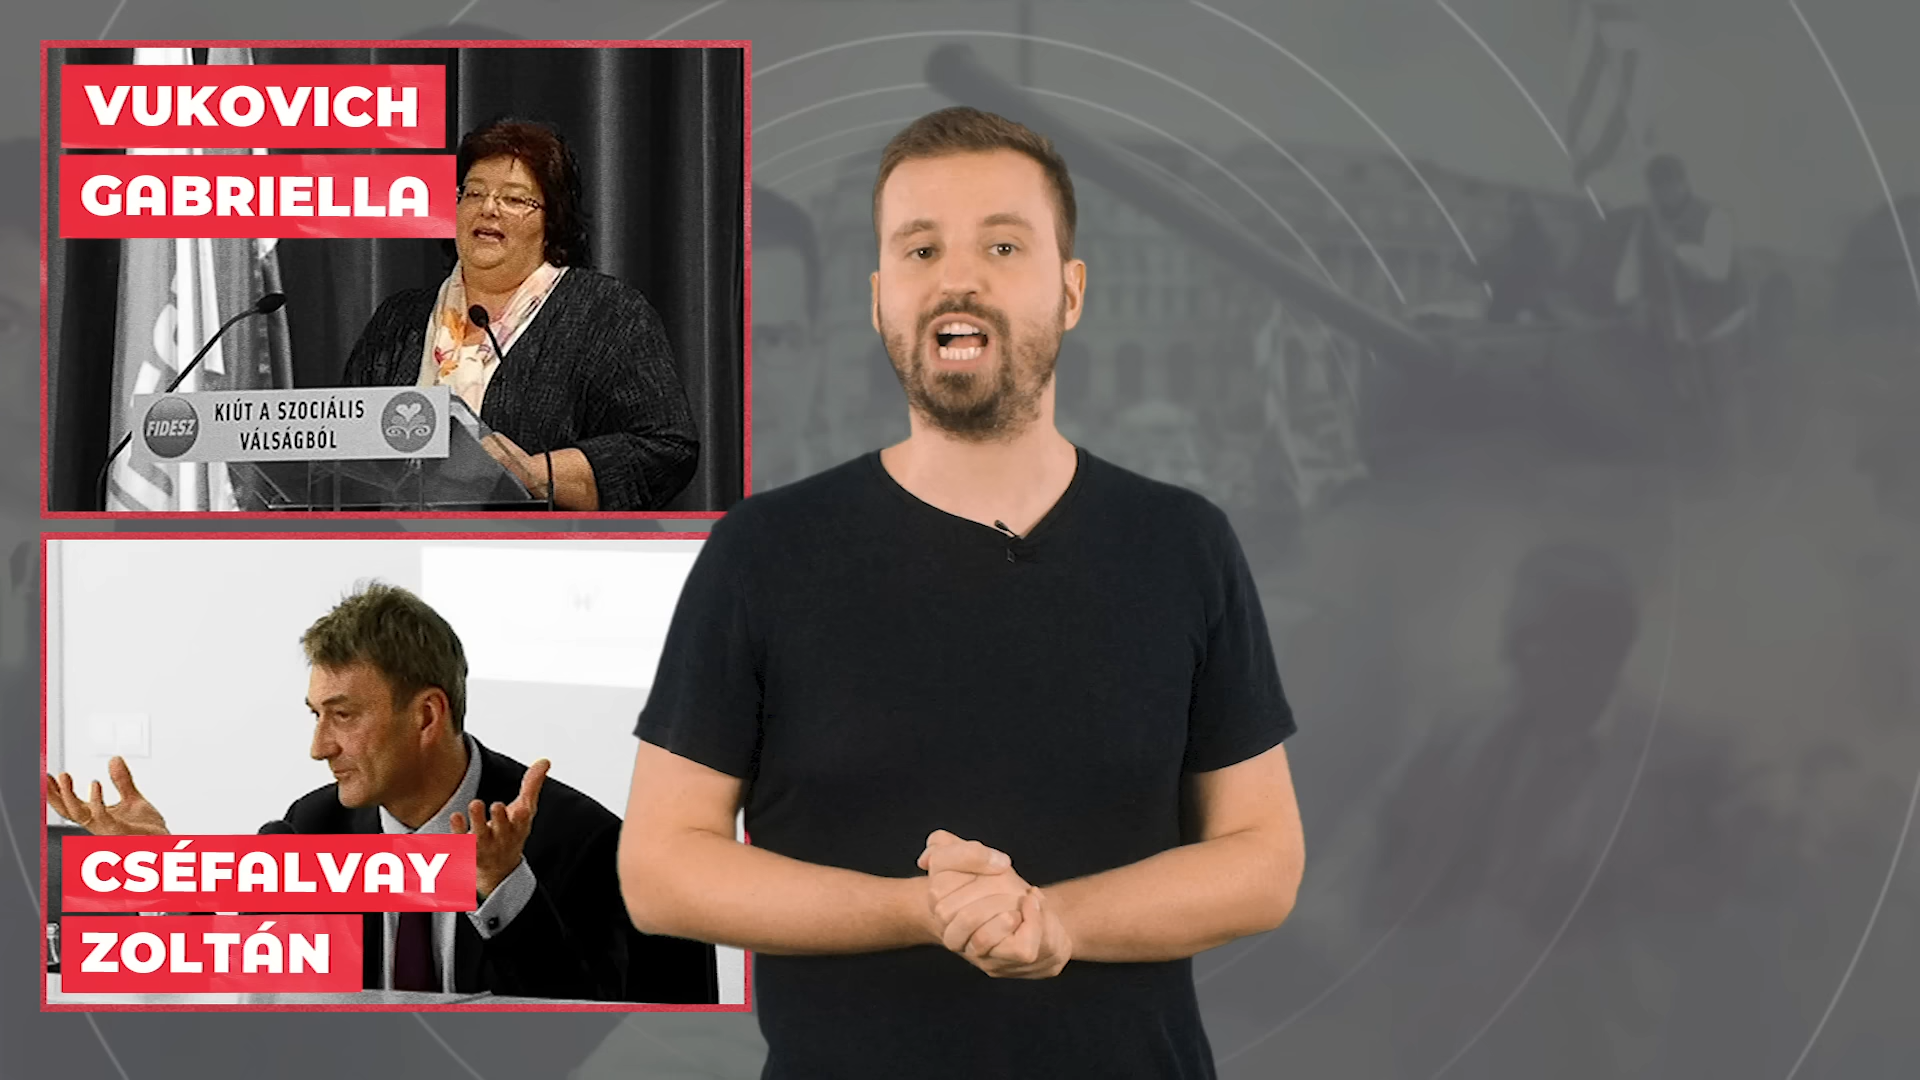 VUKOVICH
GABRIELLA
FIDESZ
KIÚT A SZOCIÁLIS
VÁLSÁGBÓL
CSÉFALVAY
ZOLTÁN